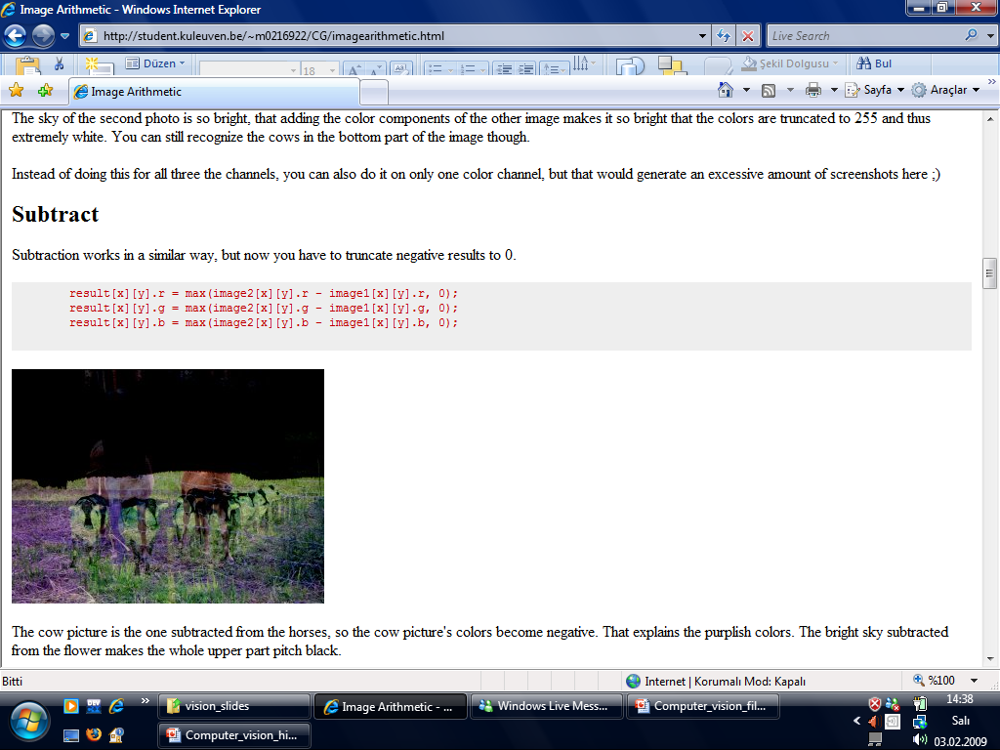 Image Arithmetic - Windows Internet Explorer
http://student.kuleuven.be/~m0216922/CG/imagearithmetic.html
Live Search
Düzen
18
Şekil Dolgusu
Bul
Image Arithmetic
Sayfa
Araçlar
The sky of the second photo is so bright, that adding the color components of the other image makes it so bright that the colors are truncated to 255 and thus
extremely white. You can still recognize the cows in the bottom part of the image though.
Instead of doing this for all three the channels, you can also do it on only one color channel, but that would generate an excessive amount of screenshots here ;)
Subtract
Subtraction works in a similar way, but now you have to truncate negative results to 0.
result[x][y].r = max(image2[x][y].r - image1[x][y].r, 0);
result[x][y].g = max(image2[x][y].g - image1[x][y].g, 0);
result[x][y].b = max(image2[x][y].b - image1[x][y].b, 0);
The cow picture is the one subtracted from the horses, so the cow picture's colors become negative. That explains the purplish colors. The bright sky subtracted
from the flower makes the whole upper part pitch black.
Bitti
Internet | Korumalı Mod: Kapalı
%100
vision_slides
Image Arithmetic - ...
Windows Live Mess...
Computer_vision_fil...
14:38
Salı
Computer_vision_hi...
03.02.2009